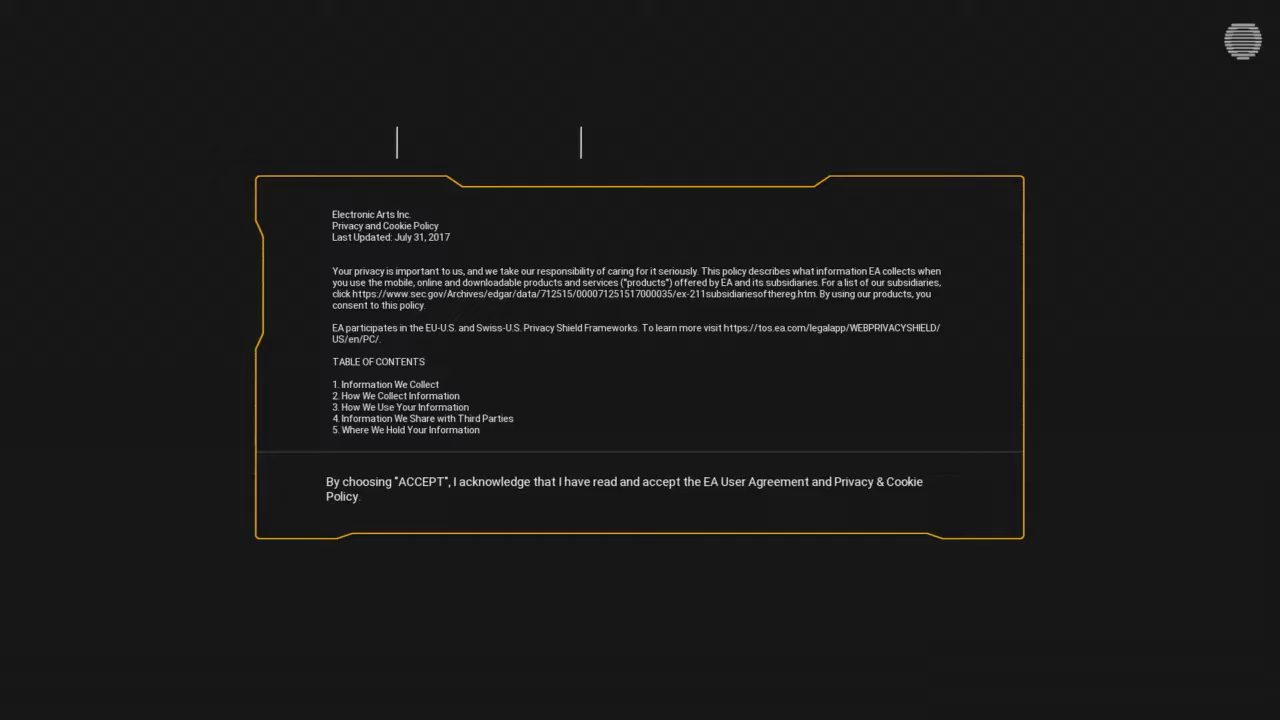 Electronic Arts Inc.
Privacy and Cookie Policy
Last Updated: July 31, 2017
Your privacy is important to us, and we take our responsibility of caring for it seriously. This policy describes what information EA collects when
you use the mobile, online and downloadable products and services ("products") offered by EA and its subsidiaries. For a list of our subsidiaries,
click https://www.sec.gov/Archives/edgar/data/712515/000071251517000035/ex-211subsidiariesofthereg.htm. By using our products, you
consent to this policy.
EA participates in the EU-U.S. and Swiss-U.S. Privacy Shield Frameworks. To learn more visit https://tos.ea.com/legalapp/WEBPRIVACYSHIELD/
US/en/PC/.
TABLE OF CONTENTS
1. Information We Collect
2. How We Collect Information
3. How We Use Your Information
4. Information We Share with Third Parties
5. Where We Hold Your Information
By choosing "ACCEPT", I acknowledge that I have read and accept the EA User Agreement and Privacy & Cookie
Policy.